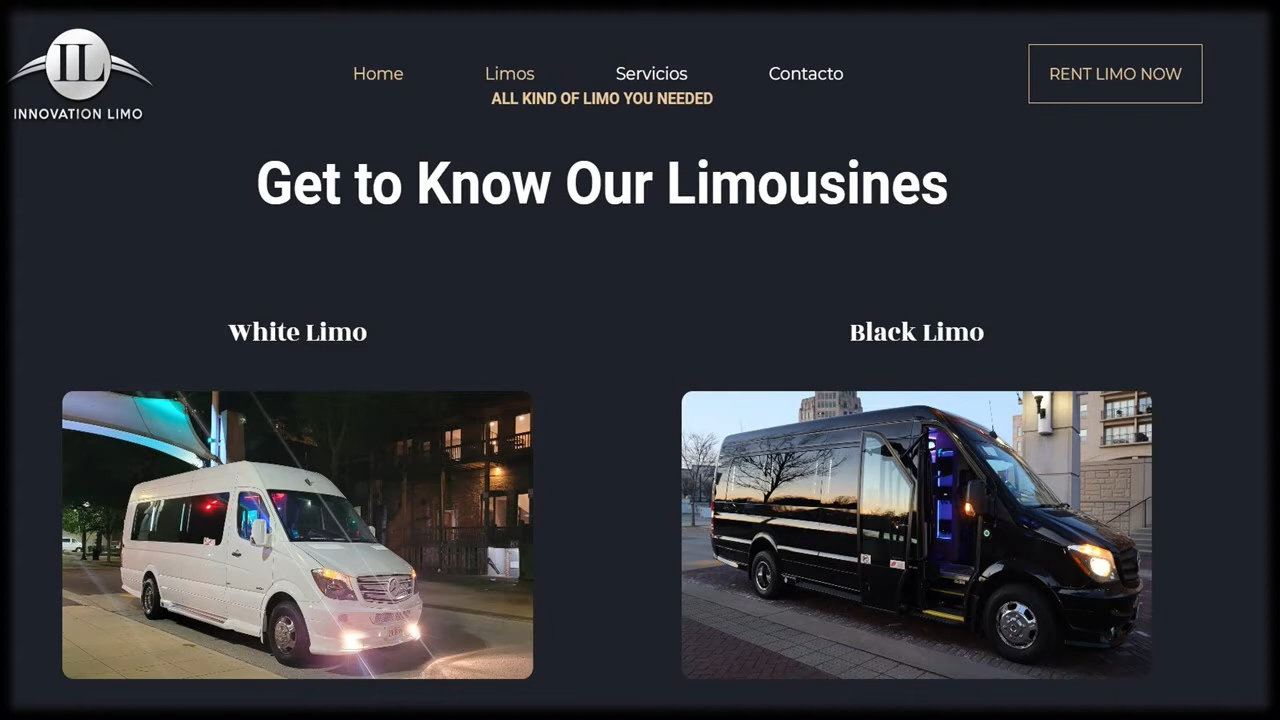 IL
INNOVATION LIMO
Home Limos Servicios Contacto
RENT LIMO NOW
ALL KIND OF LIMO YOU NEEDED
Get to Know Our Limousines
White Limo
Black Limo